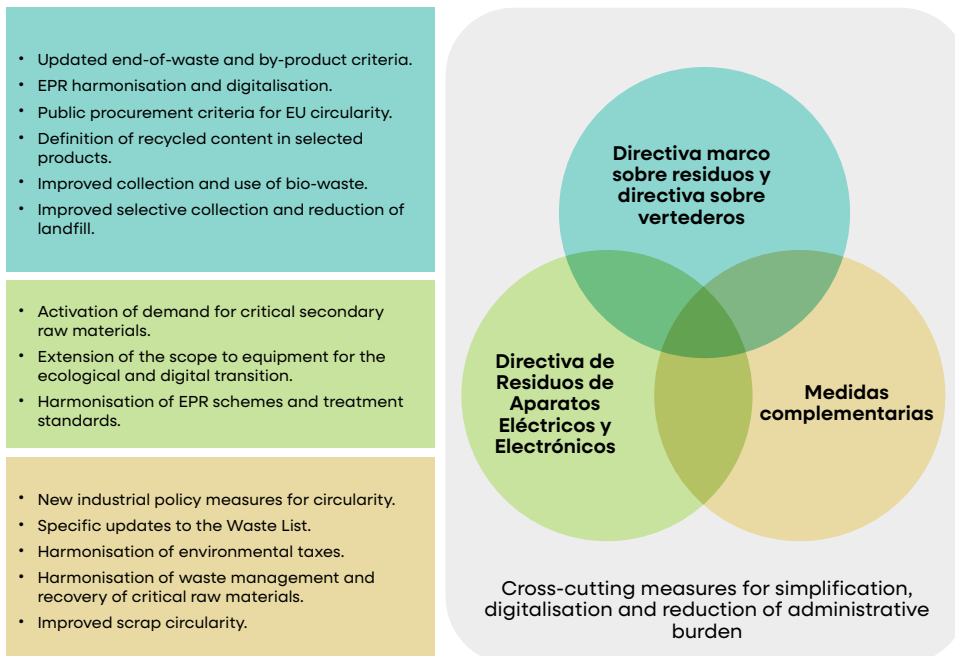 • Updated end-of-waste and by-product criteria.
• EPR harmonisation and digitalisation.
• Public procurement criteria for EU circularity.
• Definition of recycled content in selected
products.
• Improved collection and use of bio-waste.
• Improved selective collection and reduction of
landfill.
• Activation of demand for critical secondary
raw materials.
• Extension of the scope to equipment for the
ecological and digital transition.
• Harmonisation of EPR schemes and treatment
standards.
• New industrial policy measures for circularity.
• Specific updates to the Waste List.
• Harmonisation of environmental taxes.
• Harmonisation of waste management and
recovery of critical raw materials.
• Improved scrap circularity.
Directiva marco
sobre residuos y
directiva sobre
vertederos
Directiva de
Residuos de
Aparatos
Eléctricos y
Electrónicos
Medidas
complementarias
Cross-cutting measures for simplification,
digitalisation and reduction of administrative
burden